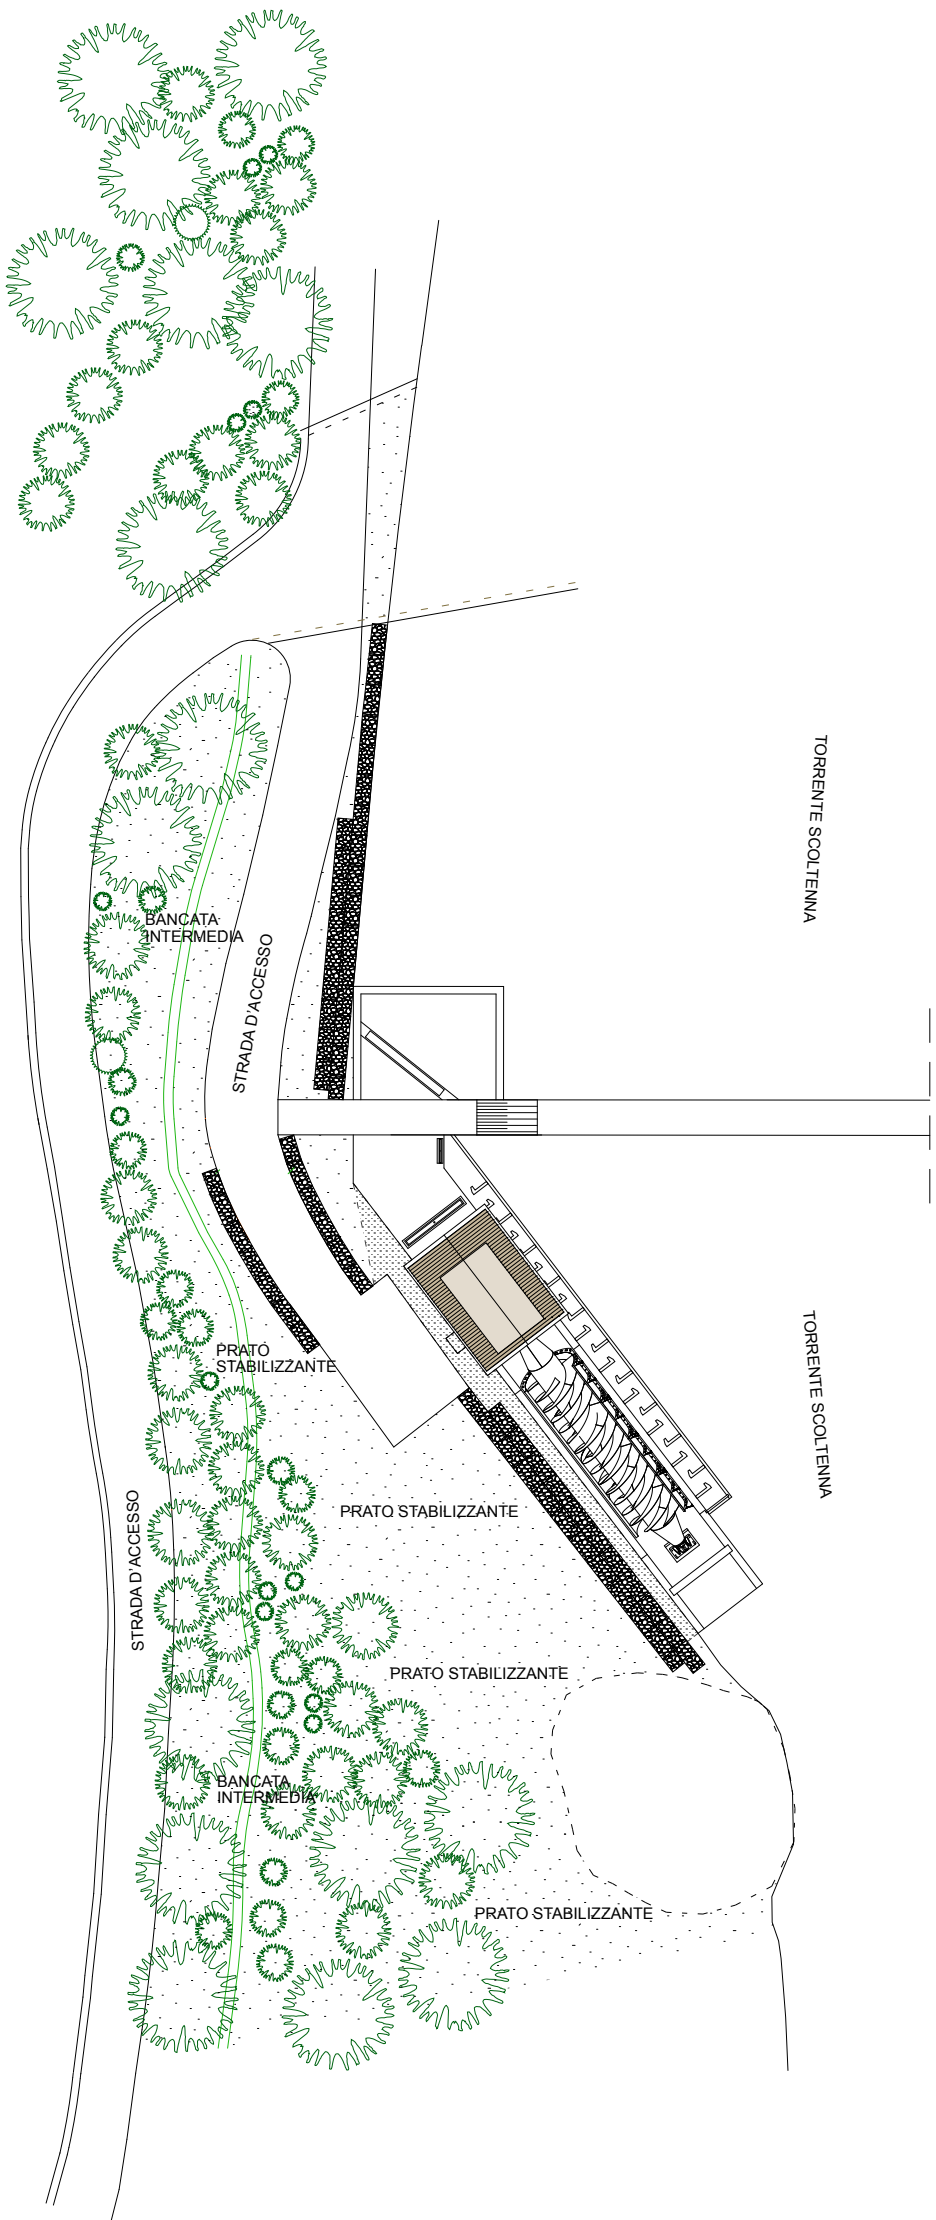 TORRENTE SCOLTENNA
BANCATA
INTERMEDIA
STRADA D'ACCESSO
TORRENTE SCOLTENNA
PRATO
STABILIZZANTE
STRADA D'ACCESSO
PRATO STABILIZZANTE
PRATO STABILIZZANTE
BANCATA
INTERMEDIA
PRATO STABILIZZANTE